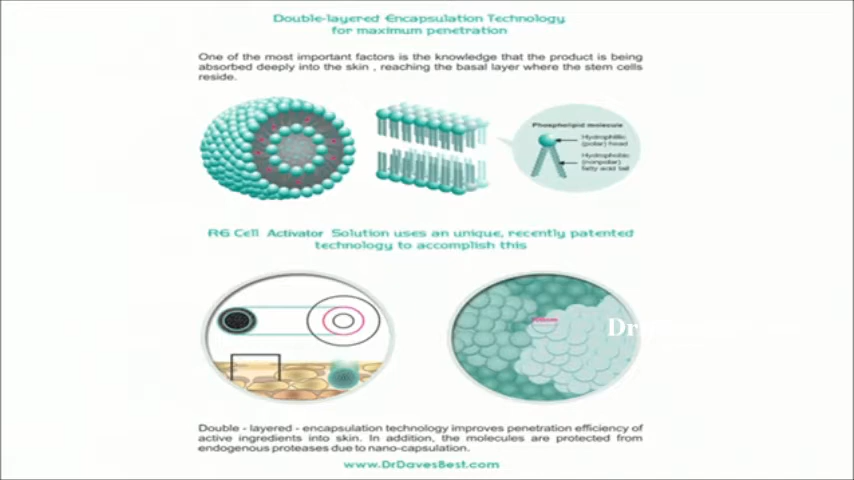 Double-layered Encapsulation Technology
for maximum penetration
One of the most important factors is the knowledge that the product is being
absorbed deeply into the skin , reaching the basal layer where the stem cells
reside.
Phospholipid molecule
Hydrophilic
(polar) head
Hydrophobic
(nonpolar)
fatty acid tail
R6 Cell Activator Solution uses an unique, recently patented
technology to accomplish this
Dr
Double - layered - encapsulation technology improves penetration efficiency of
active ingredients into skin. In addition, the molecules are protected from
endogenous proteases due to nano-capsulation.
www.DrDavesBest.com